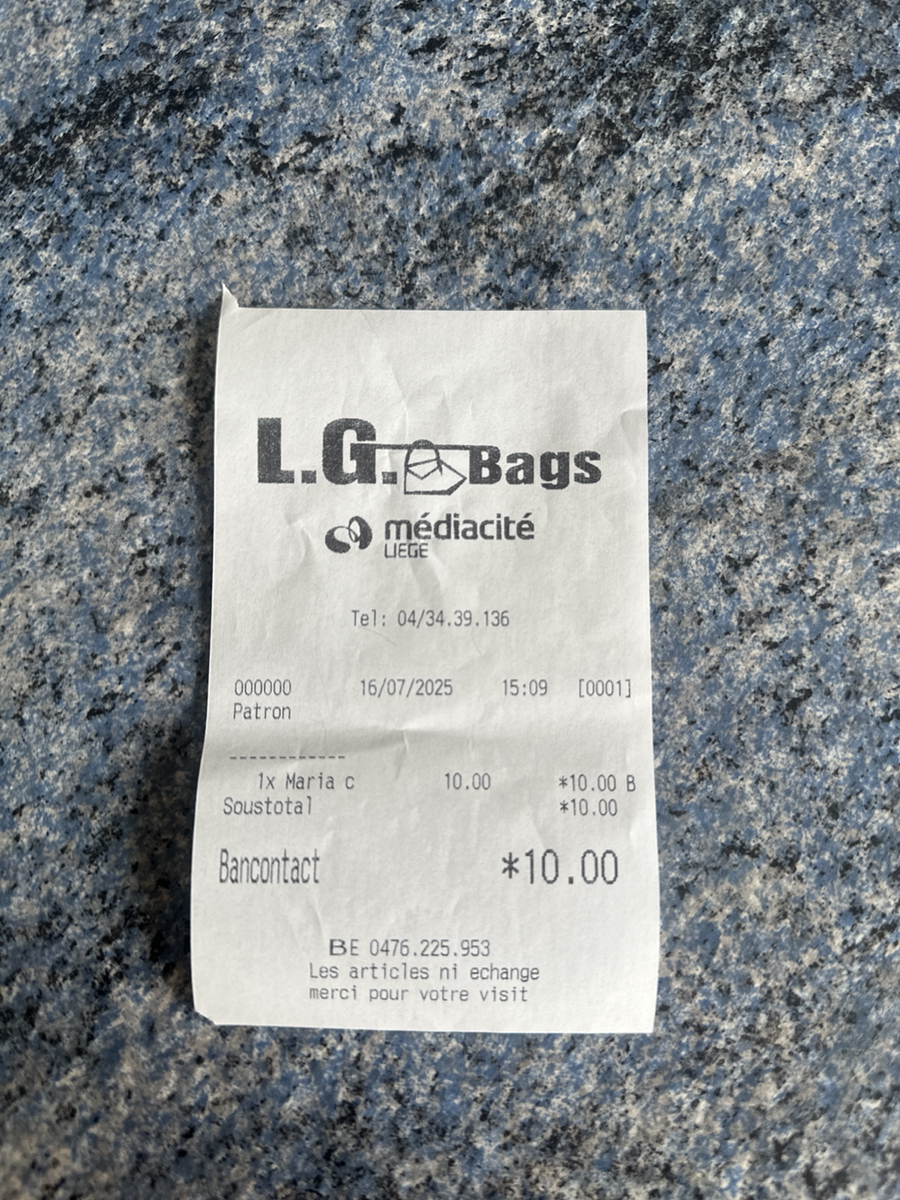 L.G. Bags
médiacité
LIEGE
Tel: 04/34.39.136
000000 16/07/2025 15:09 [0001]
Patron
------------
1x Maria c 10.00 *10.00 B
Soustotal *10.00
Bancontact *10.00
BE 0476.225.953
Les articles ni echange
merci pour votre visit